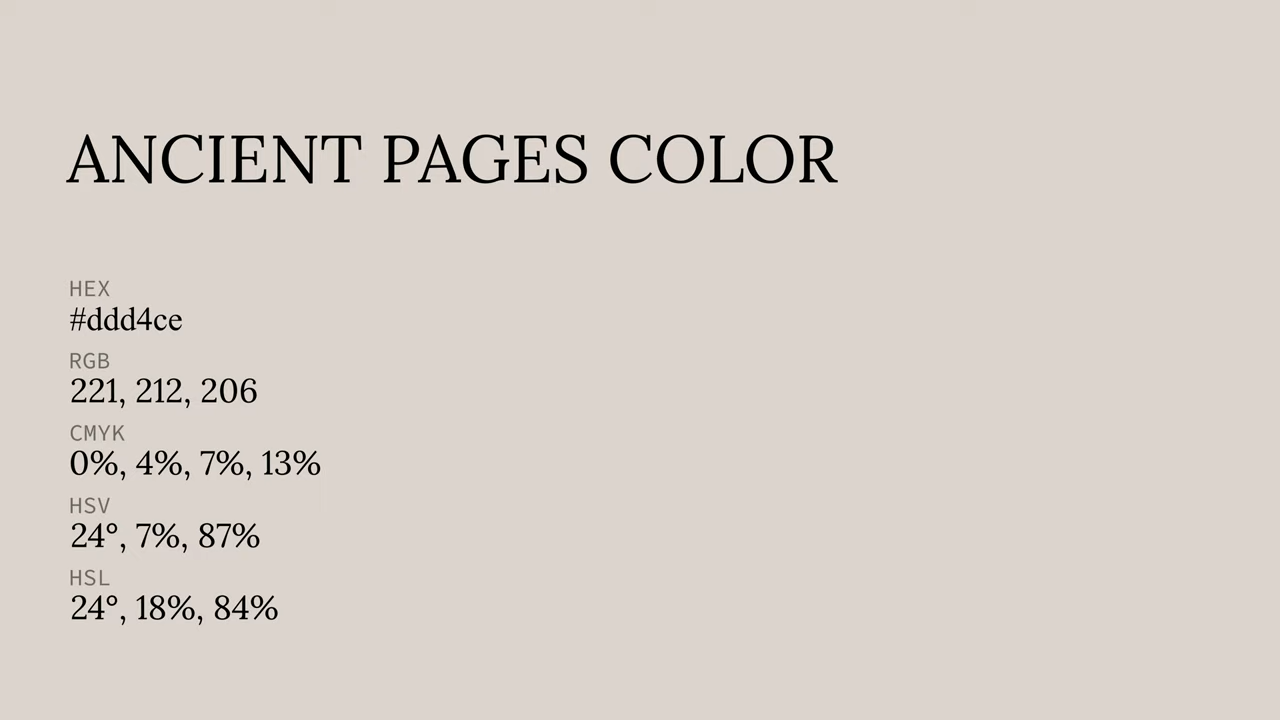 ANCIENT PAGES COLOR
HEX
#ddd4ce
RGB
221, 212, 206
CMYK
0%, 4%, 7%, 13%
HSV
24°, 7%, 87%
HSL
24°, 18%, 84%